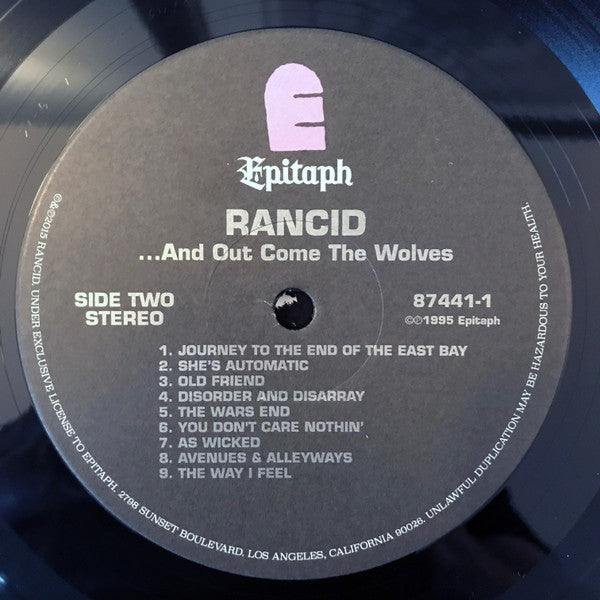 Epitaph
RANCID
...And Out Come The Wolves
SIDE TWO
STEREO
87441-1
©℗1995 Epitaph
1. JOURNEY TO THE END OF THE EAST BAY
2. SHE'S AUTOMATIC
3. OLD FRIEND
4. DISORDER AND DISARRAY
5. THE WARS END
6. YOU DON'T CARE NOTHIN'
7. AS WICKED
8. AVENUES & ALLEYWAYS
9. THE WAY I FEEL
©℗2015 RANCID, UNDER EXCLUSIVE LICENSE TO EPITAPH. 2798 SUNSET BOULEVARD, LOS ANGELES, CALIFORNIA 90026. UNLAWFUL DUPLICATION MAY BE HAZARDOUS TO YOUR HEALTH.